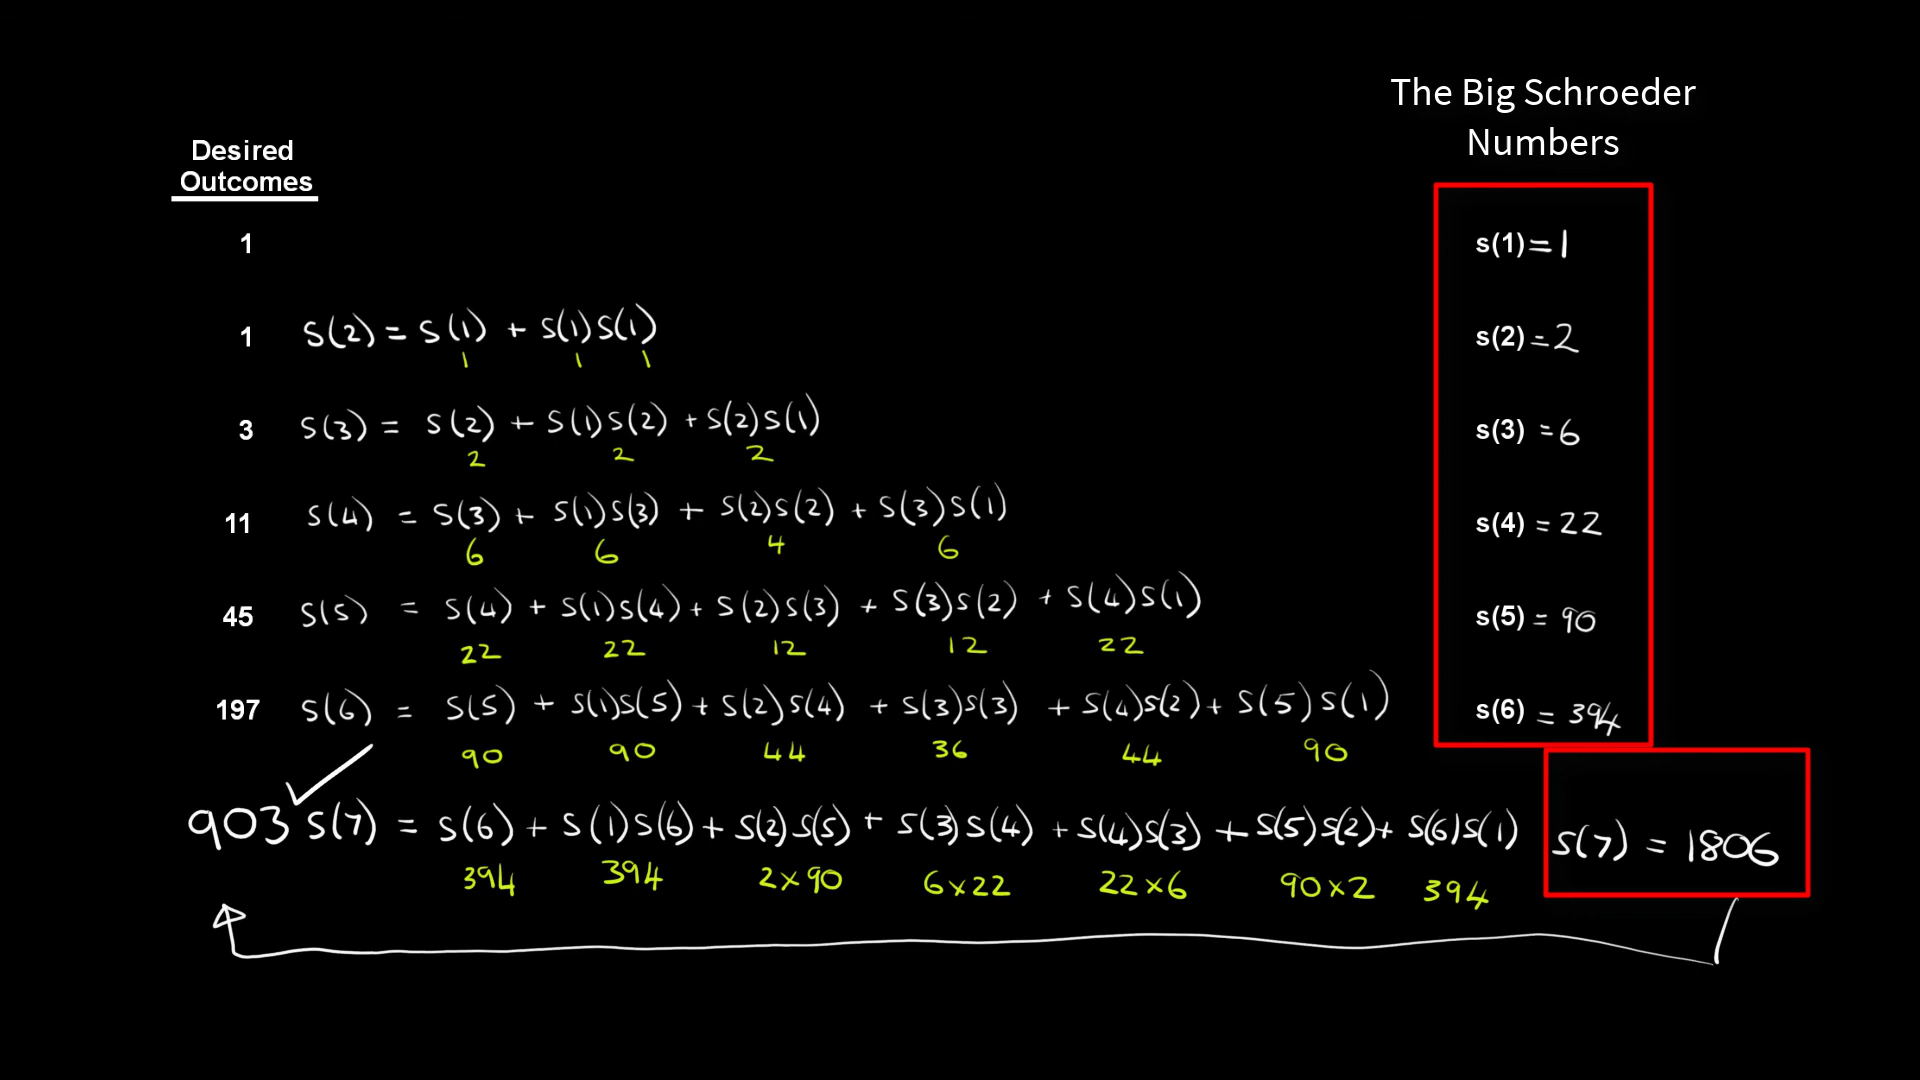 The Big Schroeder
Numbers
Desired
Outcomes
1
s(1) = 1
1 s(2) = s(1) + s(1)s(1)
1 1 1
s(2) = 2
3 s(3) = s(2) + s(1)s(2) + s(2)s(1)
2 2 2
s(3) = 6
11 s(4) = s(3) + s(1)s(3) + s(2)s(2) + s(3)s(1)
6 6 4 6
s(4) = 22
45 s(5) = s(4) + s(1)s(4) + s(2)s(3) + s(3)s(2) + s(4)s(1)
22 22 12 12 22
s(5) = 90
197 s(6) = s(5) + s(1)s(5) + s(2)s(4) + s(3)s(3) + s(4)s(2) + s(5)s(1)
90 90 44 36 44 90
s(6) = 394
903 s(7) = s(6) + s(1)s(6) + s(2)s(5) + s(3)s(4) + s(4)s(3) + s(5)s(2) + s(6)s(1)
394 394 2×90 6×22 22×6 90×2 394
s(7) = 1806